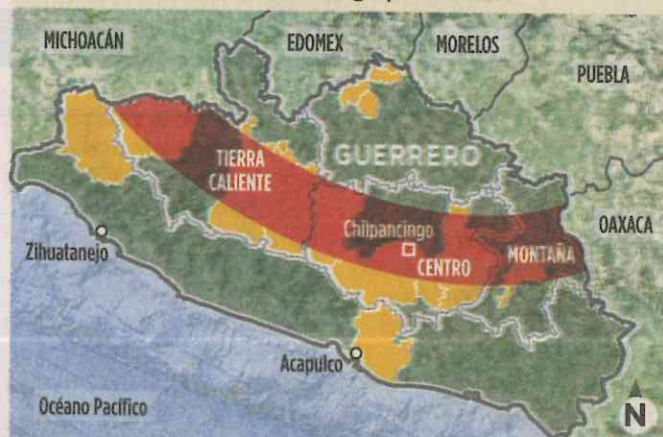 MICHOACÁN
EDOMEX
MORELOS
PUEBLA
TIERRA
CALIENTE
GUERRERO
Chilpancingo
OAXACA
Zihuatanejo
CENTRO
MONTAÑA
Acapulco
Océano Pacífico
N